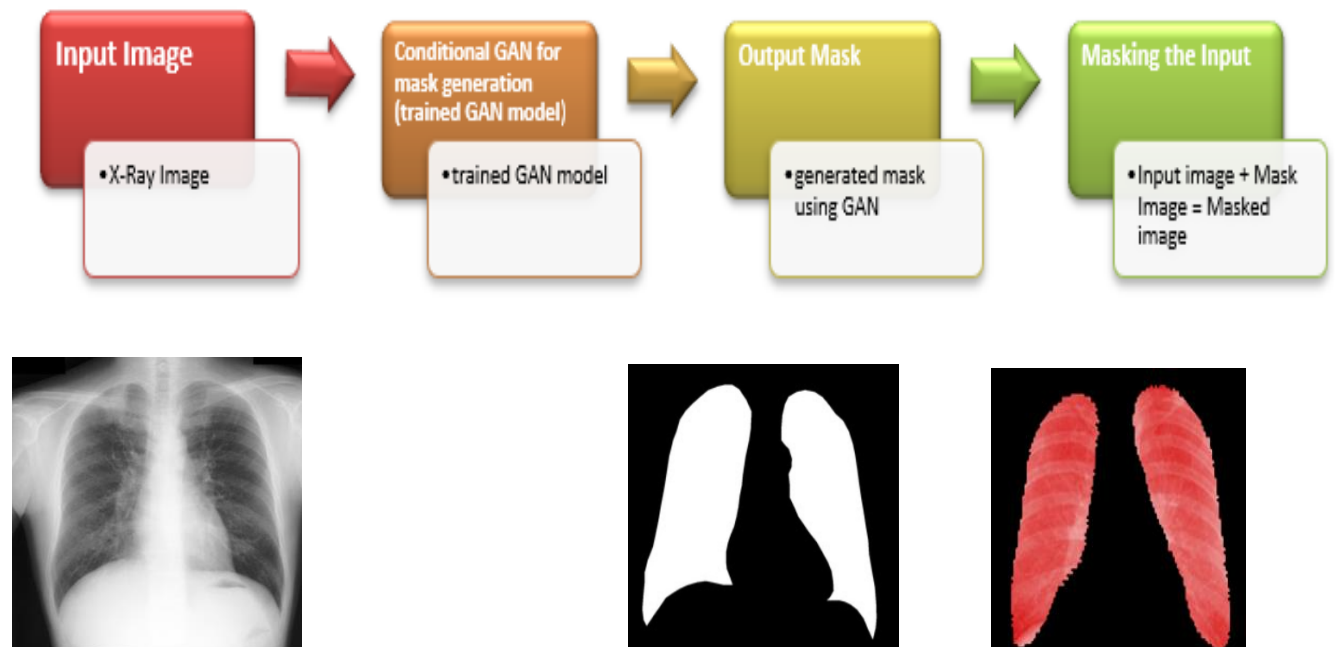 Input Image
•X-Ray Image
Conditional GAN for
mask generation
(trained GAN model)
•trained GAN model
Output Mask
•generated mask
using GAN
Masking the Input
•Input image + Mask
Image = Masked
image